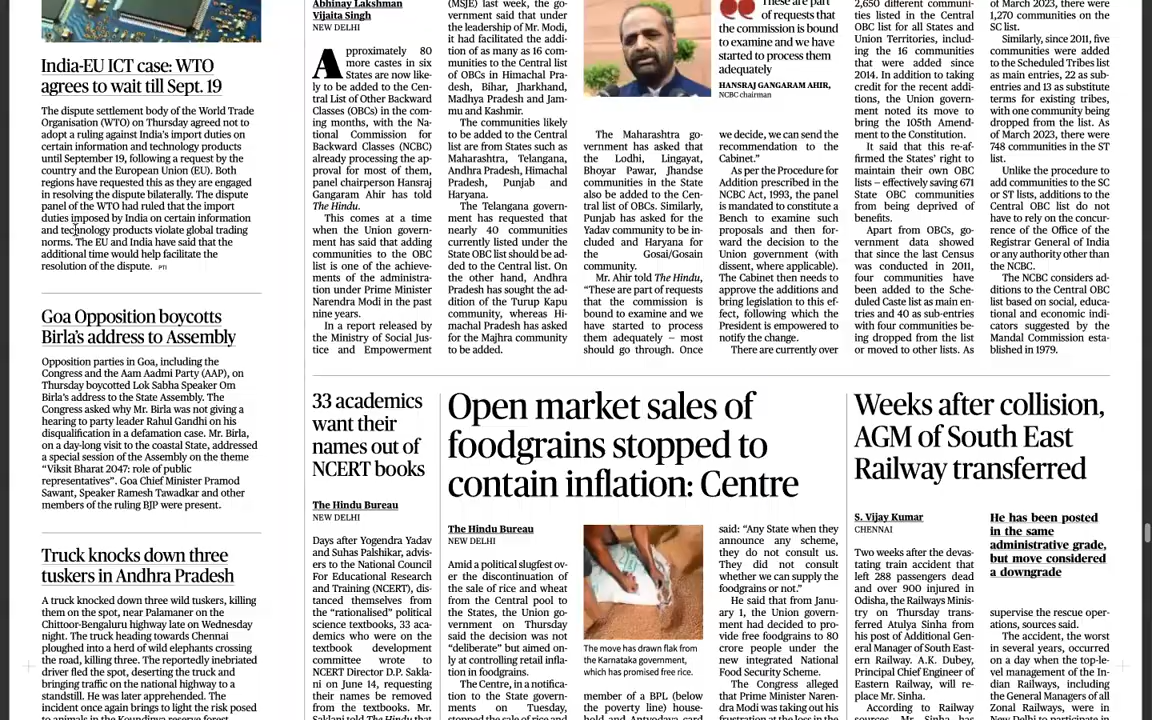 India-EU ICT case: WTO
agrees to wait till Sept. 19
The dispute settlement body of the World Trade
Organisation (WTO) on Thursday agreed not to
adopt a ruling against India's import duties on
certain information and technology products
until September 19, following a request by the
country and the European Union (EU). Both
regions have requested this as they are engaged
in resolving the dispute bilaterally. The dispute
panel of the WTO had ruled that the import
duties imposed by India on certain information
and technology products violate global trading
norms. The EU and India have said that the
additional time would help facilitate the
resolution of the dispute. PTI
Goa Opposition boycotts
Birla's address to Assembly
Opposition parties in Goa, including the
Congress and the Aam Aadmi Party (AAP), on
Thursday boycotted Lok Sabha Speaker Om
Birla's address to the State Assembly. The
Congress asked why Mr. Birla was not giving a
hearing to party leader Rahul Gandhi on his
disqualification in a defamation case. Mr. Birla,
on a day-long visit to the coastal State, addressed
a special session of the Assembly on the theme
"Viksit Bharat 2047: role of public
representatives". Goa Chief Minister Pramod
Sawant, Speaker Ramesh Tawadkar and other
members of the ruling BJP were present.
Truck knocks down three
tuskers in Andhra Pradesh
A truck knocked down three wild tuskers, killing
them on the spot, near Palamaner on the
Chittoor-Bengaluru highway late on Wednesday
night. The truck heading towards Chennai
ploughed into a herd of wild elephants crossing
the road, killing three. The reportedly inebriated
driver fled the spot, deserting the truck and
bringing traffic on the national highway to a
standstill. He was later apprehended. The
incident once again brings to light the risk posed
to animals in the Koundinya reserve forest
Abhinay Lakshman
Vijaita Singh
NEW DELHI
Approximately 80
more castes in six
States are now like-
ly to be added to the Cen-
tral List of Other Backward
Classes (OBCs) in the com-
ing months, with the Na-
tional Commission for
Backward Classes (NCBC)
already processing the ap-
proval for most of them,
panel chairperson Hansraj
Gangaram Ahir has told
The Hindu.
This comes at a time
when the Union govern-
ment has said that adding
communities to the OBC
list is one of the achieve-
ments of the administra-
tion under Prime Minister
Narendra Modi in the past
nine years.
In a report released by
the Ministry of Social Jus-
tice and Empowerment
(MSJE) last week, the go-
vernment said that under
the leadership of Mr. Modi,
it had facilitated the addi-
tion of as many as 16 com-
munities to the Central list
of OBCs in Himachal Pra-
desh, Bihar, Jharkhand,
Madhya Pradesh and Jam-
mu and Kashmir.
The communities likely
to be added to the Central
list are from States such as
Maharashtra, Telangana,
Andhra Pradesh, Himachal
Pradesh, Punjab and
Haryana.
The Telangana govern-
ment has requested that
nearly 40 communities
currently listed under the
State OBC list should be ad-
ded to the Central List. On
the other hand, Andhra
Pradesh has sought the ad-
dition of the Turup Kapu
community, whereas Hi-
machal Pradesh has asked
for the Majhra community
to be added.
These are part
of requests that
the commission is bound
to examine and we have
started to process them
adequately
HANSRAJ GANGARAM AHIR,
NCBC chairman
The Maharashtra go-
vernment has asked that
the Lodhi, Lingayat,
Bhoyar Pawar, Jhandse
communities in the State
also be added to the Cen-
tral list of OBCs. Similarly,
Punjab has asked for the
Yadav community to be in-
cluded and Haryana for
the Gosai/Gosain
community.
Mr. Ahir told The Hindu,
"These are part of requests
that the commission is
bound to examine and we
have started to process
them adequately – most
should go through. Once
we decide, we can send the
recommendation to the
Cabinet."
As per the Procedure for
Addition prescribed in the
NCBC Act, 1993, the panel
is mandated to constitute a
Bench to examine such
proposals and then for-
ward the decision to the
Union government (with
dissent, where applicable).
The Cabinet then needs to
approve the additions and
bring legislation to this ef-
fect, following which the
President is empowered to
notify the change.
There are currently over
2,650 different communi-
ties listed in the Central
OBC list for all States and
Union Territories, includ-
ing the 16 communities
that were added since
2014. In addition to taking
credit for the recent addi-
tions, the Union govern-
ment noted its move to
bring the 105th Amend-
ment to the Constitution.
It said that this re-af-
firmed the States' right to
maintain their own OBC
lists – effectively saving 671
State OBC communities
from being deprived of
benefits.
Apart from OBCs, go-
vernment data showed
that since the last Census
was conducted in 2011,
four communities have
been added to the Sche-
duled Caste list as main en-
tries and 40 as sub-entries
with four communities be-
ing dropped from the list
or moved to other lists. As
of March 2023, there were
1,270 communities on the
SC list.
Similarly, since 2011, five
communities were added
to the Scheduled Tribes list
as main entries, 22 as sub-
entries and 13 as substitute
terms for existing tribes,
with one community being
dropped from the list. As
of March 2023, there were
748 communities in the ST
list.
Unlike the procedure to
add communities to the SC
or ST lists, additions to the
Central OBC list do not
have to rely on the concur-
rence of the Office of the
Registrar General of India
or any authority other than
the NCBC.
The NCBC considers ad-
ditions to the Central OBC
list based on social, educa-
tional and economic indi-
cators suggested by the
Mandal Commission esta-
blished in 1979.
33 academics
want their
names out of
NCERT books
The Hindu Bureau
NEW DELHI
Days after Yogendra Yadav
and Suhas Palshikar, advis-
ers to the National Council
For Educational Research
and Training (NCERT), dis-
tanced themselves from
the "rationalised" political
science textbooks, 33 aca-
demics who were on the
textbook development
committee wrote to
NCERT Director D.P. Sakla-
ni on June 14, requesting
their names be removed
from the textbooks. Mr.
Saklani told The Hindu that
Open market sales of
foodgrains stopped to
contain inflation: Centre
The Hindu Bureau
NEW DELHI
Amid a political slugfest ov-
er the discontinuation of
the sale of rice and wheat
from the Central pool to
the States, the Union go-
vernment on Thursday
said the decision was not
"deliberate" but aimed on-
ly at controlling retail infla-
tion in foodgrains.
The Centre, in a notifica-
tion to the State govern-
ments on Tuesday,
stopped the sale of rice and
The move has drawn flak from
the Karnataka government,
which has promised free rice.
member of a BPL (below
the poverty line) house-
hold and Antyodaya card
said: "Any State when they
announce any scheme,
they do not consult us.
They did not consult
whether we can supply the
foodgrains or not."
He said that from Janu-
ary 1, the Union govern-
ment had decided to pro-
vide free foodgrains to 80
crore people under the
new integrated National
Food Security Scheme.
The Congress alleged
that Prime Minister Naren-
dra Modi was taking out his
frustration at the loss in the
Weeks after collision,
AGM of South East
Railway transferred
S. Vijay Kumar
CHENNAI
Two weeks after the devas-
tating train accident that
left 288 passengers dead
and over 900 injured in
Odisha, the Railways Minis-
try on Thursday trans-
ferred Atulya Sinha from
his post of Additional Gen-
eral Manager of South East-
ern Railway. A.K. Dubey,
Principal Chief Engineer of
Eastern Railway, will re-
place Mr. Sinha.
According to Railway
sources, Mr. Sinha has
He has been posted
in the same
administrative grade,
but move considered
a downgrade
supervise the rescue oper-
ations, sources said.
The accident, the worst
in several years, occurred
on a day when the top-le-
vel management of the In-
dian Railways, including
the General Managers of all
Zonal Railways, were in
New Delhi to participate in